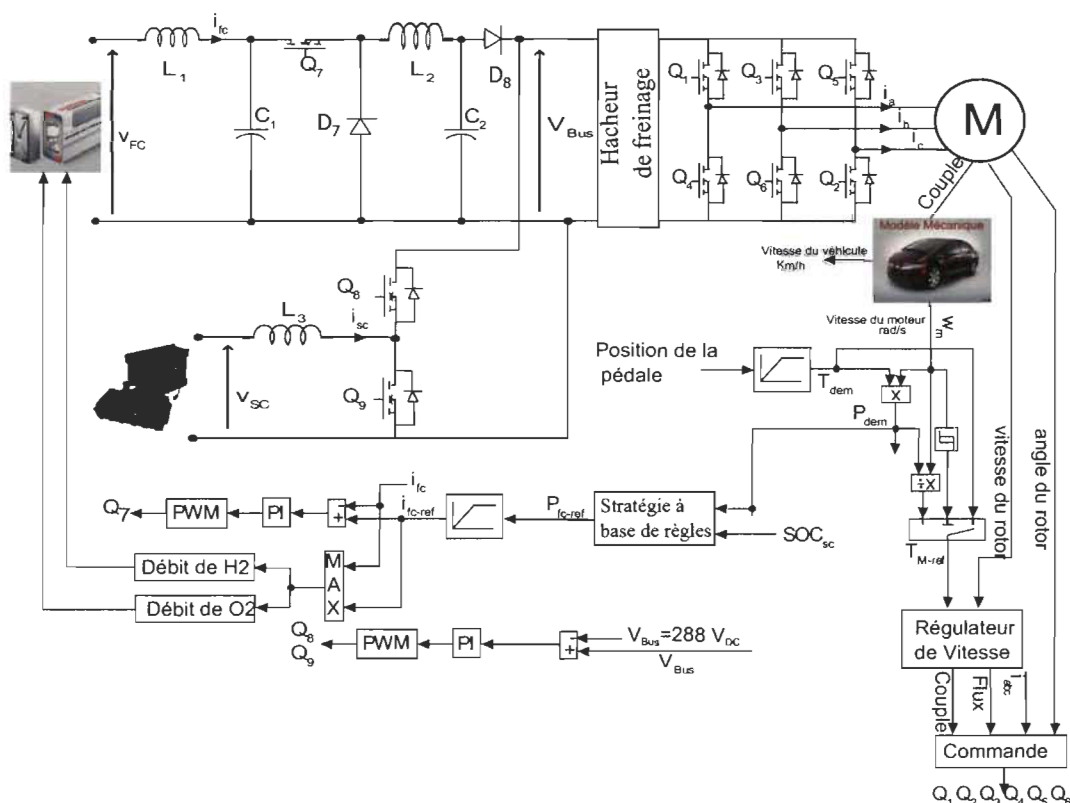 L1
ifc
Q7
L2
D8
vFC
C1
D7
C2
VBus
Hacheur
de freinage
Q1
Q3
Q5
Q4
Q6
Q2
ia
ib
ic
M
Couple
Modèle Mécanique
Vitesse du véhicule
Km/h
Vitesse du moteur
rad/s
Wm
vitesse du rotor
angle du rotor
Q8
L3
isc
Q9
vSC
Position de la
pédale
Tdem
X
Pdem
÷X
TM-ref
ifc
Q7
PWM
PI
+
ifc-ref
Pfc-ref
Stratégie à
base de règles
SOCsc
Débit de H2
Débit de O2
M
A
X
Q8
Q9
PWM
PI
+
VBus=288 VDC
VBus
Régulateur
de Vitesse
Couple
Flux
iabc
Commande
Q1 Q2 Q3 Q4 Q5 Q6